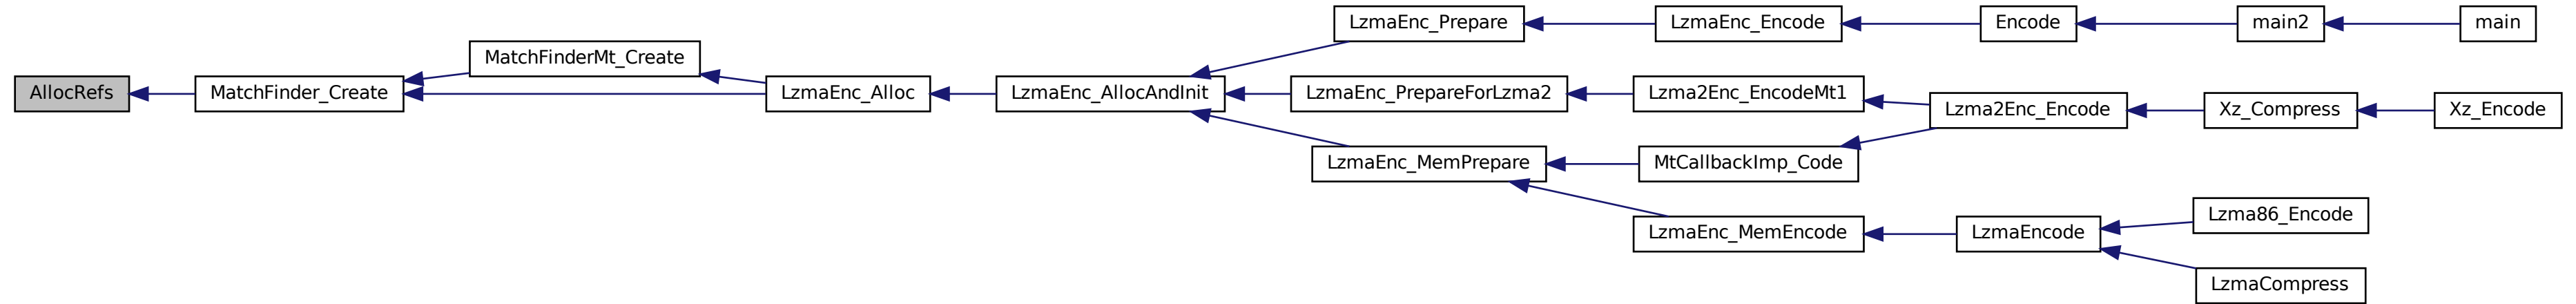 AllocRefs
MatchFinder_Create
MatchFinderMt_Create
LzmaEnc_Alloc
LzmaEnc_AllocAndInit
LzmaEnc_Prepare
LzmaEnc_Encode
Encode
main2
main
LzmaEnc_PrepareForLzma2
Lzma2Enc_EncodeMt1
Lzma2Enc_Encode
Xz_Compress
Xz_Encode
LzmaEnc_MemPrepare
MtCallbackImp_Code
LzmaEnc_MemEncode
LzmaEncode
Lzma86_Encode
LzmaCompress